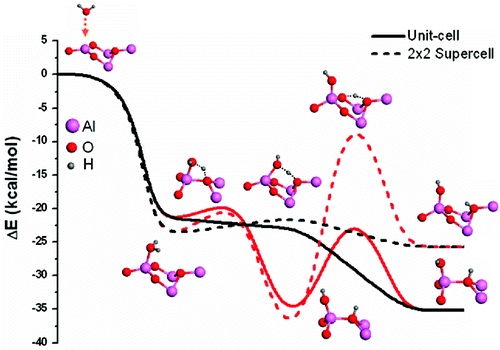 Unit-cell
2x2 Supercell
Al
O
H
ΔE (kcal/mol)
5
0
-5
-10
-15
-20
-25
-30
-35
-40